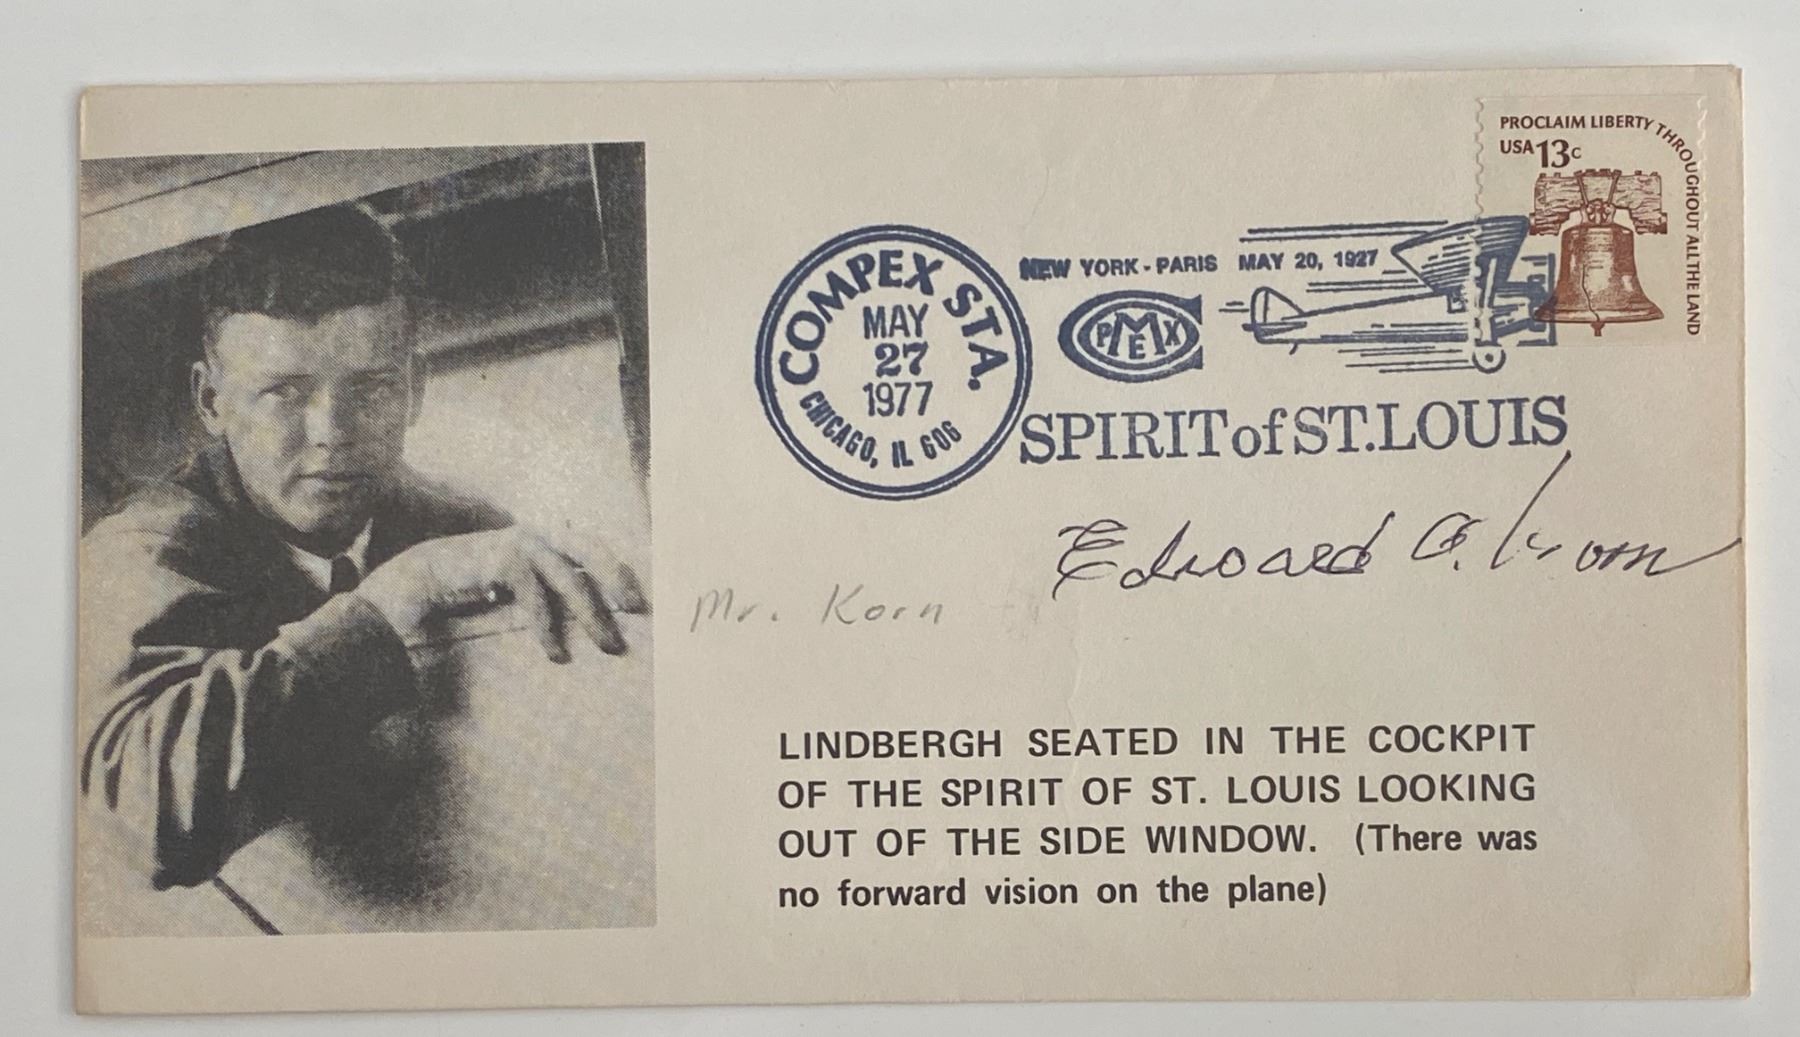 PROCLAIM LIBERTY THROUGHOUT ALL THE LAND
USA 13c
COMPEX STA.
MAY
27
1977
CHICAGO, IL 606
NEW YORK - PARIS MAY 20, 1927
COMPEX
SPIRIT of ST. LOUIS
Edward A. Korn
Mr. Korn
LINDBERGH SEATED IN THE COCKPIT
OF THE SPIRIT OF ST. LOUIS LOOKING
OUT OF THE SIDE WINDOW. (There was
no forward vision on the plane)